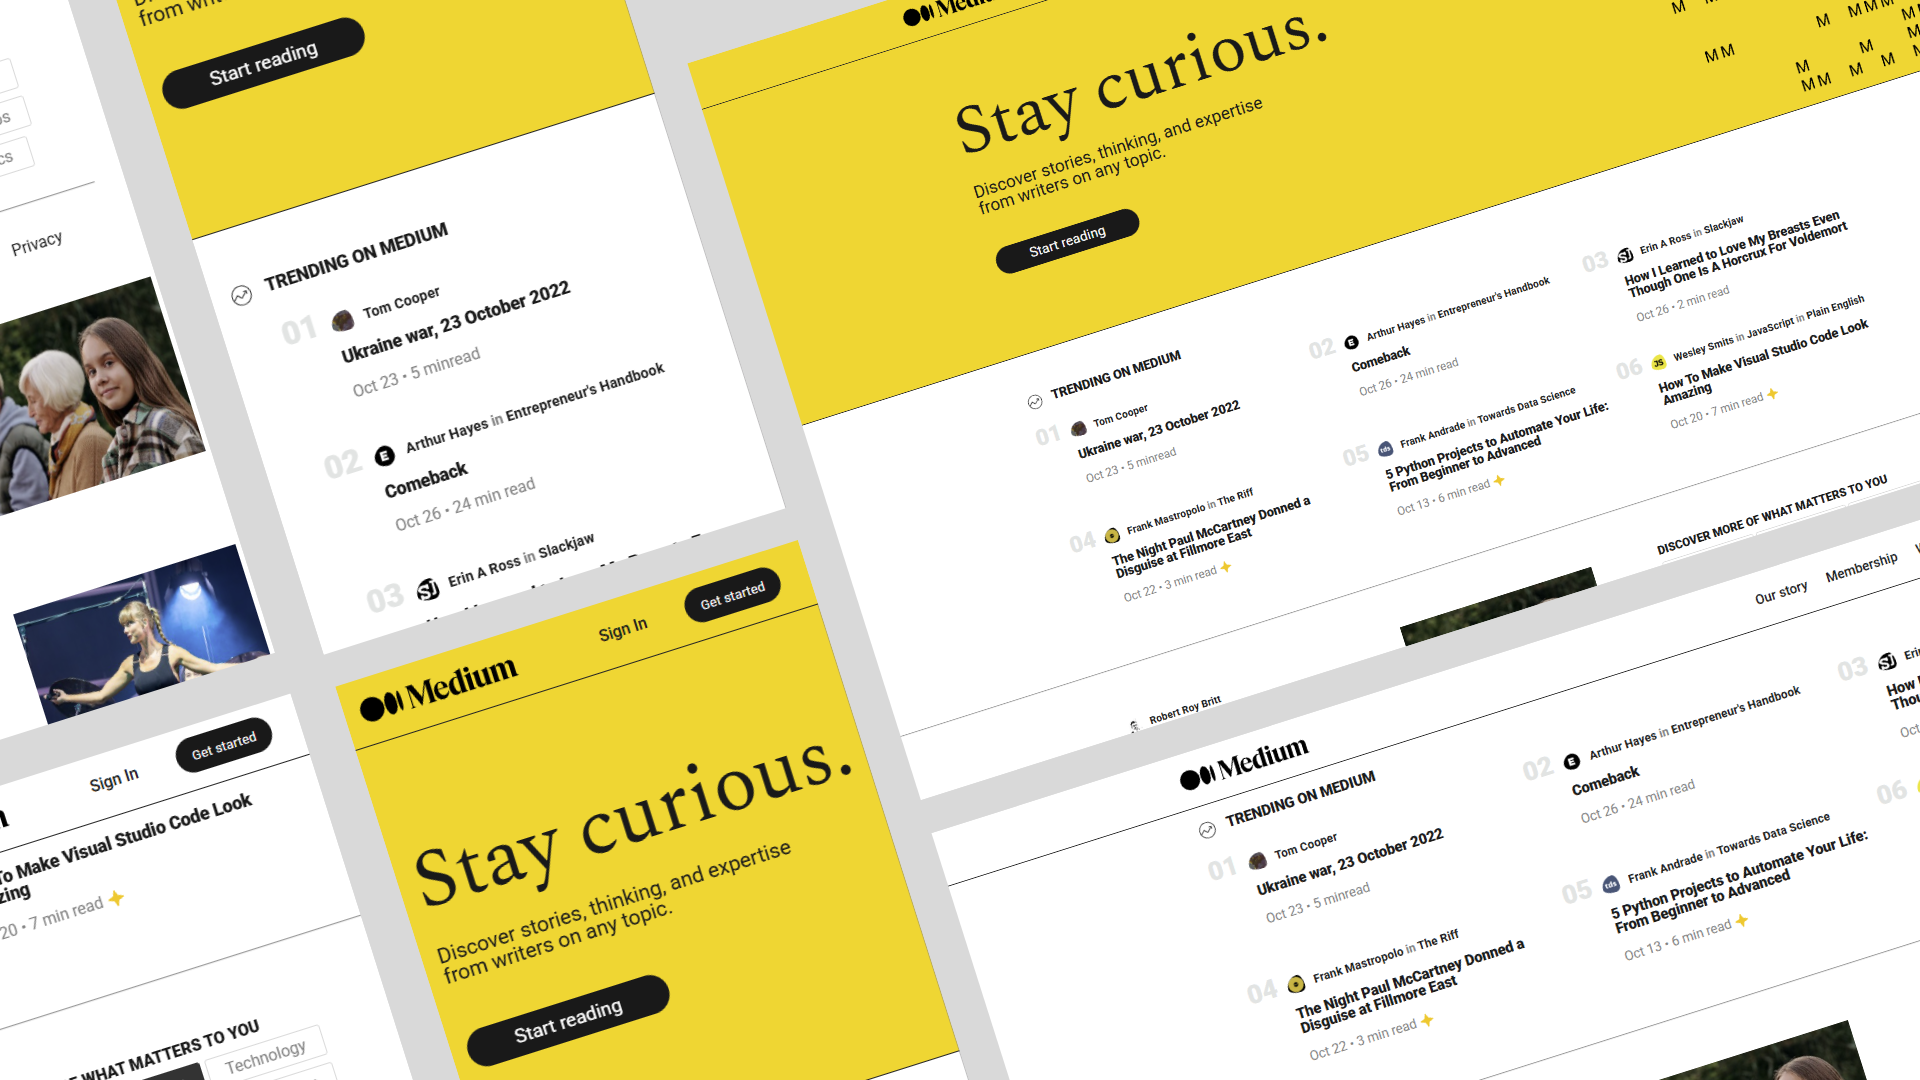 from writers
Start reading
TRENDING ON MEDIUM
01
Tom Cooper
Ukraine war, 23 October 2022
Oct 23 • 5 minread
02
E
Arthur Hayes in Entrepreneur's Handbook
Comeback
Oct 26 • 24 min read
03
SJ
Erin A Ross in Slackjaw
Privacy
Medium
Stay curious.
Discover stories, thinking, and expertise
from writers on any topic.
Start reading
M
M
M M M
M M
M
M
M
M M
M
M
TRENDING ON MEDIUM
01
Tom Cooper
Ukraine war, 23 October 2022
Oct 23 • 5 minread
02
E
Arthur Hayes in Entrepreneur's Handbook
Comeback
Oct 26 • 24 min read
03
SJ
Erin A Ross in Slackjaw
How I Learned to Love My Breasts Even
Though One Is A Horcrux For Voldemort
Oct 26 • 2 min read
04
Frank Mastropolo in The Riff
The Night Paul McCartney Donned a
Disguise at Fillmore East
Oct 22 • 3 min read
05
tds
Frank Andrade in Towards Data Science
5 Python Projects to Automate Your Life:
From Beginner to Advanced
Oct 13 • 6 min read
06
JS
Wesley Smits in JavaScript in Plain English
How To Make Visual Studio Code Look
Amazing
Oct 20 • 7 min read
DISCOVER MORE OF WHAT MATTERS TO YOU
Robert Roy Britt
Sign In
Get started
To Make Visual Studio Code Look
zing
20 • 7 min read
WHAT MATTERS TO YOU
Technology
Medium
Sign In
Get started
Stay curious.
Discover stories, thinking, and expertise
from writers on any topic.
Start reading
Medium
Our story
Membership
TRENDING ON MEDIUM
01
Tom Cooper
Ukraine war, 23 October 2022
Oct 23 • 5 minread
02
E
Arthur Hayes in Entrepreneur's Handbook
Comeback
Oct 26 • 24 min read
03
SJ
Eri
How
Thou
Oct
04
Frank Mastropolo in The Riff
The Night Paul McCartney Donned a
Disguise at Fillmore East
Oct 22 • 3 min read
05
tds
Frank Andrade in Towards Data Science
5 Python Projects to Automate Your Life:
From Beginner to Advanced
Oct 13 • 6 min read
06